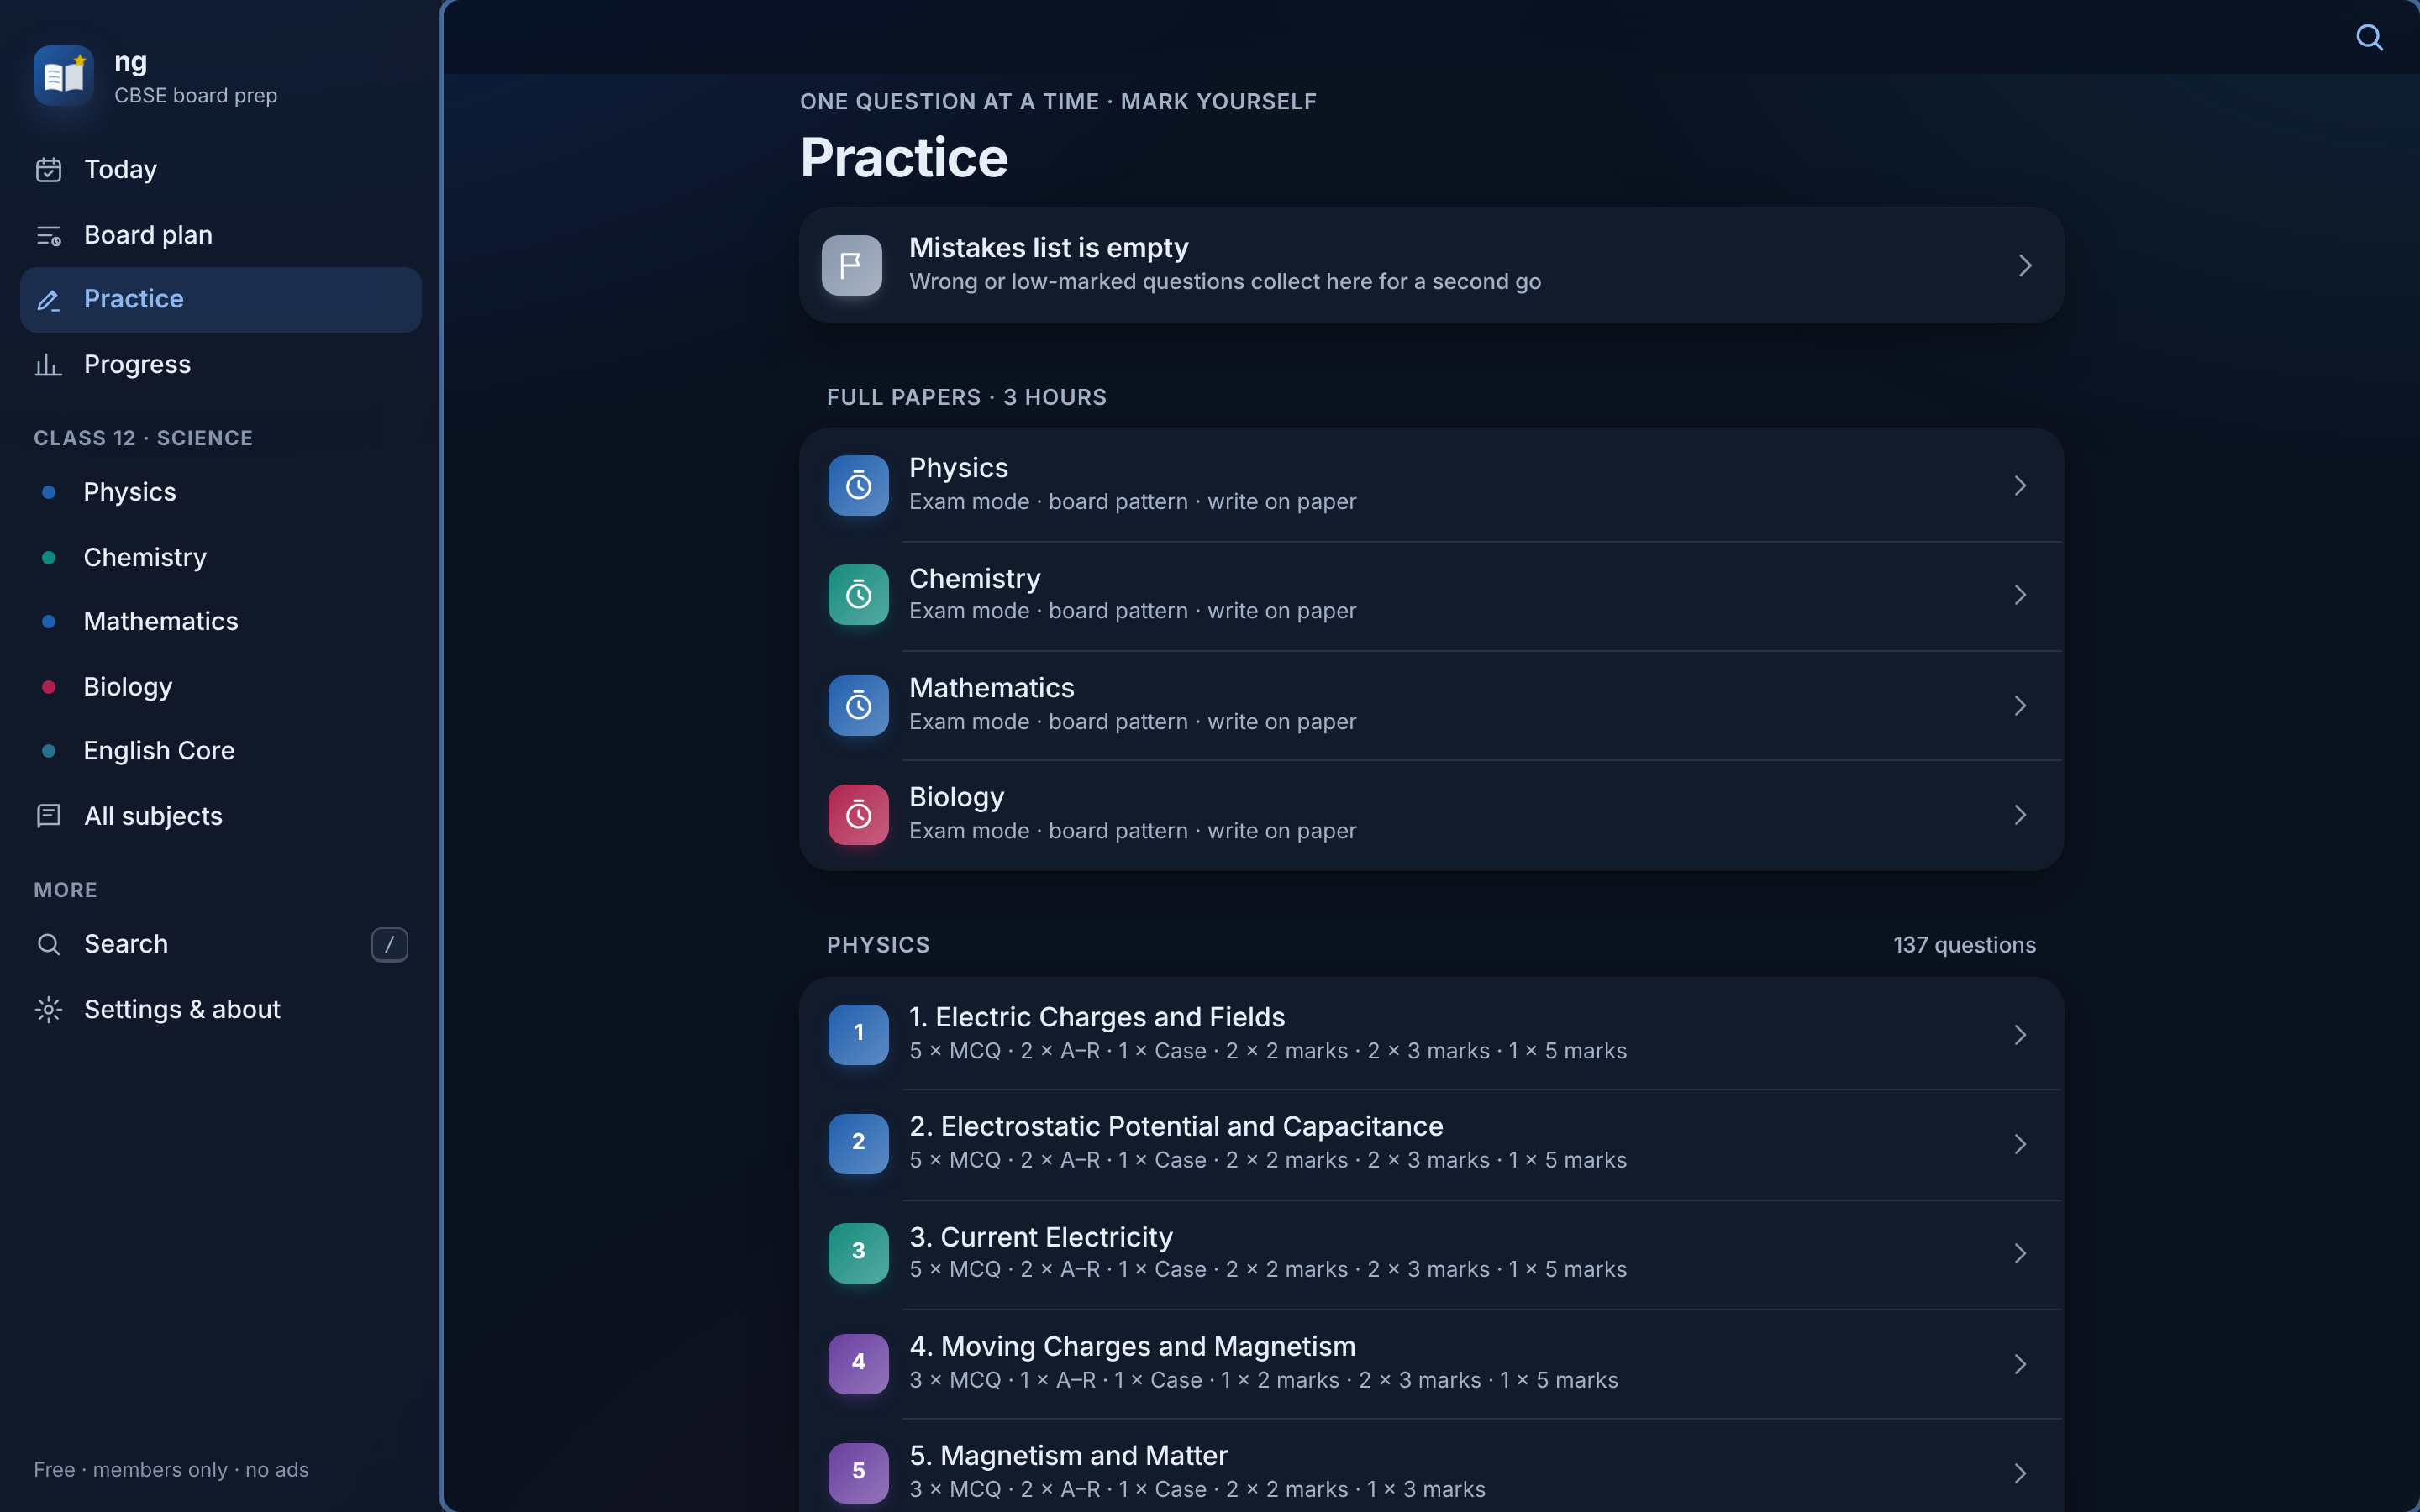 ng
CBSE board prep
Today
Board plan
Practice
Progress
CLASS 12 · SCIENCE
Physics
Chemistry
Mathematics
Biology
English Core
All subjects
MORE
Search
/
Settings & about
Free · members only · no ads
ONE QUESTION AT A TIME · MARK YOURSELF
Practice
Mistakes list is empty
Wrong or low-marked questions collect here for a second go
FULL PAPERS · 3 HOURS
Physics
Exam mode · board pattern · write on paper
Chemistry
Exam mode · board pattern · write on paper
Mathematics
Exam mode · board pattern · write on paper
Biology
Exam mode · board pattern · write on paper
PHYSICS
137 questions
1
1. Electric Charges and Fields
5 × MCQ · 2 × A–R · 1 × Case · 2 × 2 marks · 2 × 3 marks · 1 × 5 marks
2
2. Electrostatic Potential and Capacitance
5 × MCQ · 2 × A–R · 1 × Case · 2 × 2 marks · 2 × 3 marks · 1 × 5 marks
3
3. Current Electricity
5 × MCQ · 2 × A–R · 1 × Case · 2 × 2 marks · 2 × 3 marks · 1 × 5 marks
4
4. Moving Charges and Magnetism
3 × MCQ · 1 × A–R · 1 × Case · 1 × 2 marks · 2 × 3 marks · 1 × 5 marks
5
5. Magnetism and Matter
3 × MCQ · 2 × A–R · 1 × Case · 2 × 2 marks · 1 × 3 marks